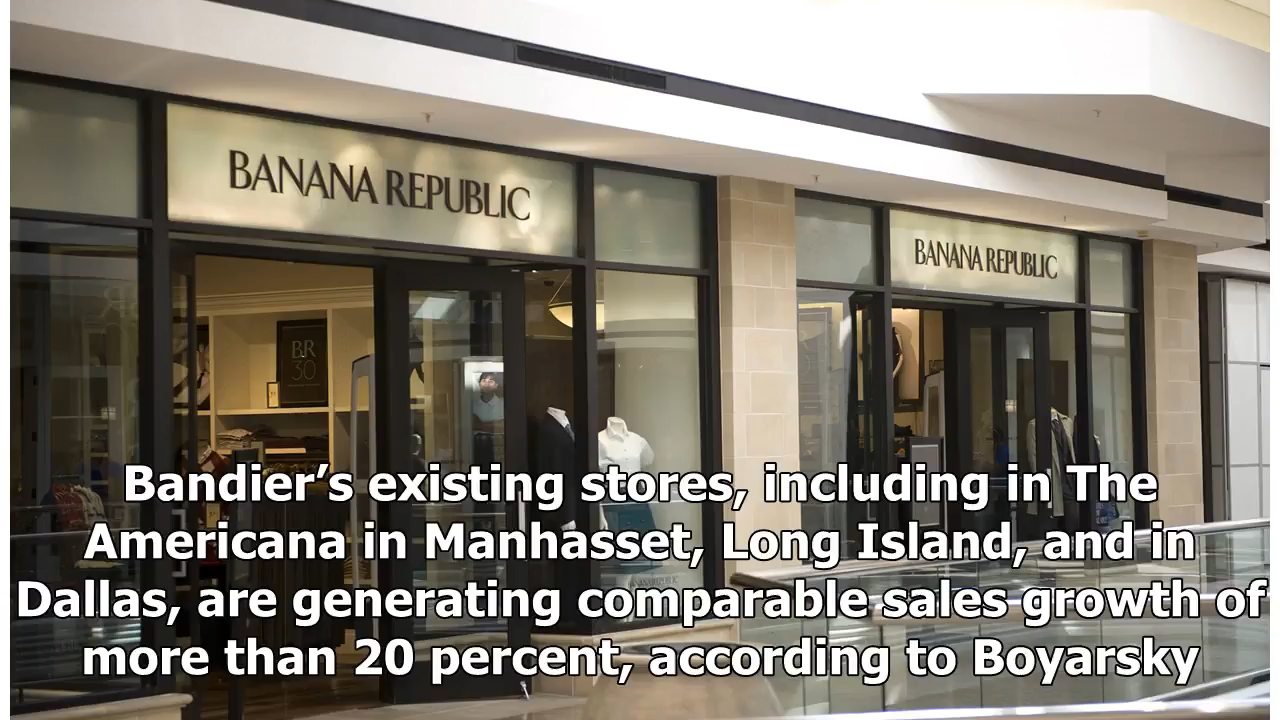 BANANA REPUBLIC
BANANA REPUBLIC
BR
30
Bandier’s existing stores, including in The
Americana in Manhasset, Long Island, and in
Dallas, are generating comparable sales growth of
more than 20 percent, according to Boyarsky